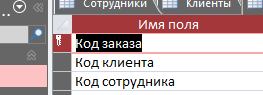 Сотрудники Клиенты
Имя поля
Код заказа
Код клиента
Код сотрудника